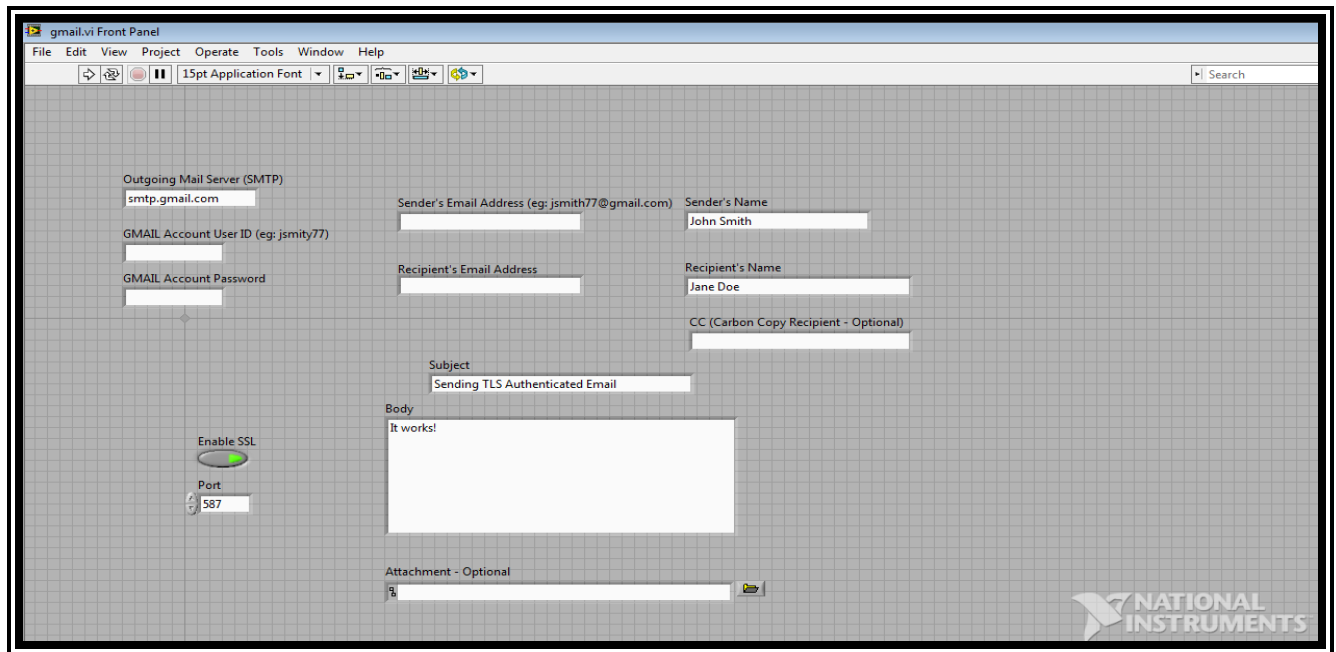 gmail.vi Front Panel
File Edit View Project Operate Tools Window Help
15pt Application Font
Search
Outgoing Mail Server (SMTP)
smtp.gmail.com
Sender's Email Address (eg: jsmith77@gmail.com) Sender's Name
John Smith
GMAIL Account User ID (eg: jsmity77)
Recipient's Email Address Recipient's Name
GMAIL Account Password
Jane Doe
CC (Carbon Copy Recipient - Optional)
Subject
Sending TLS Authenticated Email
Body
It works!
Enable SSL
Port
587
Attachment - Optional
NATIONAL
INSTRUMENTS